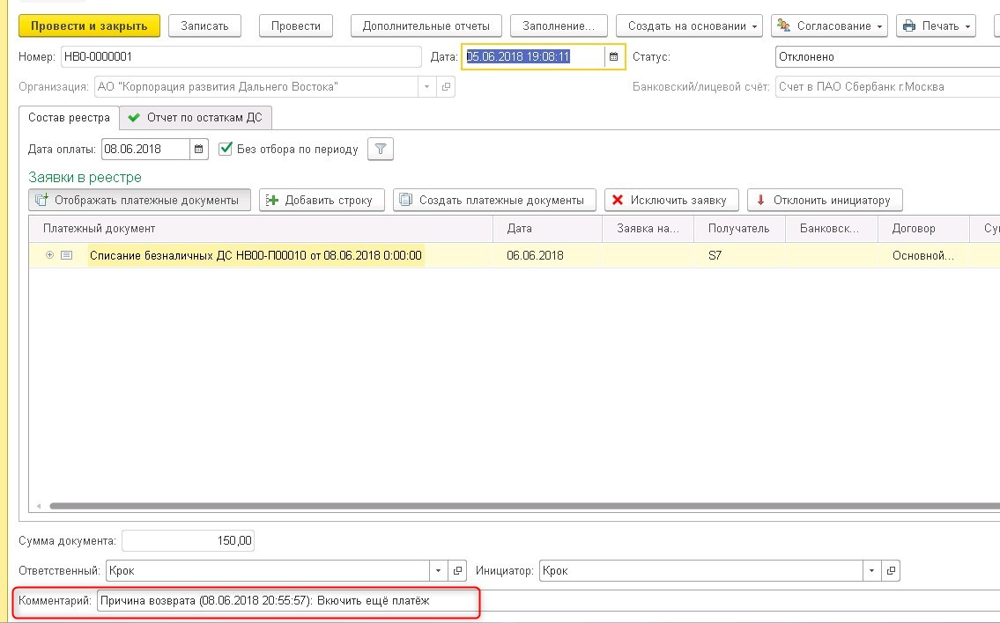 Провести и закрыть Записать Провести Дополнительные отчеты Заполнение... Создать на основании Согласование Печать
Номер: НВ0-0000001 Дата: 05.06.2018 19:08:11 Статус: Отклонено
Организация: АО "Корпорация развития Дальнего Востока" Банковский/лицевой счёт: Счет в ПАО Сбербанк г.Москва
Состав реестра Отчет по остаткам ДС
Дата оплаты: 08.06.2018 Без отбора по периоду
Заявки в реестре
Отображать платежные документы Добавить строку Создать платежные документы Исключить заявку Отклонить инициатору
Платежный документ Дата Заявка на... Получатель Банковск... Договор Су
Списание безналичных ДС НВ00-П00010 от 08.06.2018 0:00:00 06.06.2018 S7 Основной...
Сумма документа: 150,00
Ответственный: Крок Инициатор: Крок
Комментарий: Причина возврата (08.06.2018 20:55:57): Вкючить ещё платёж